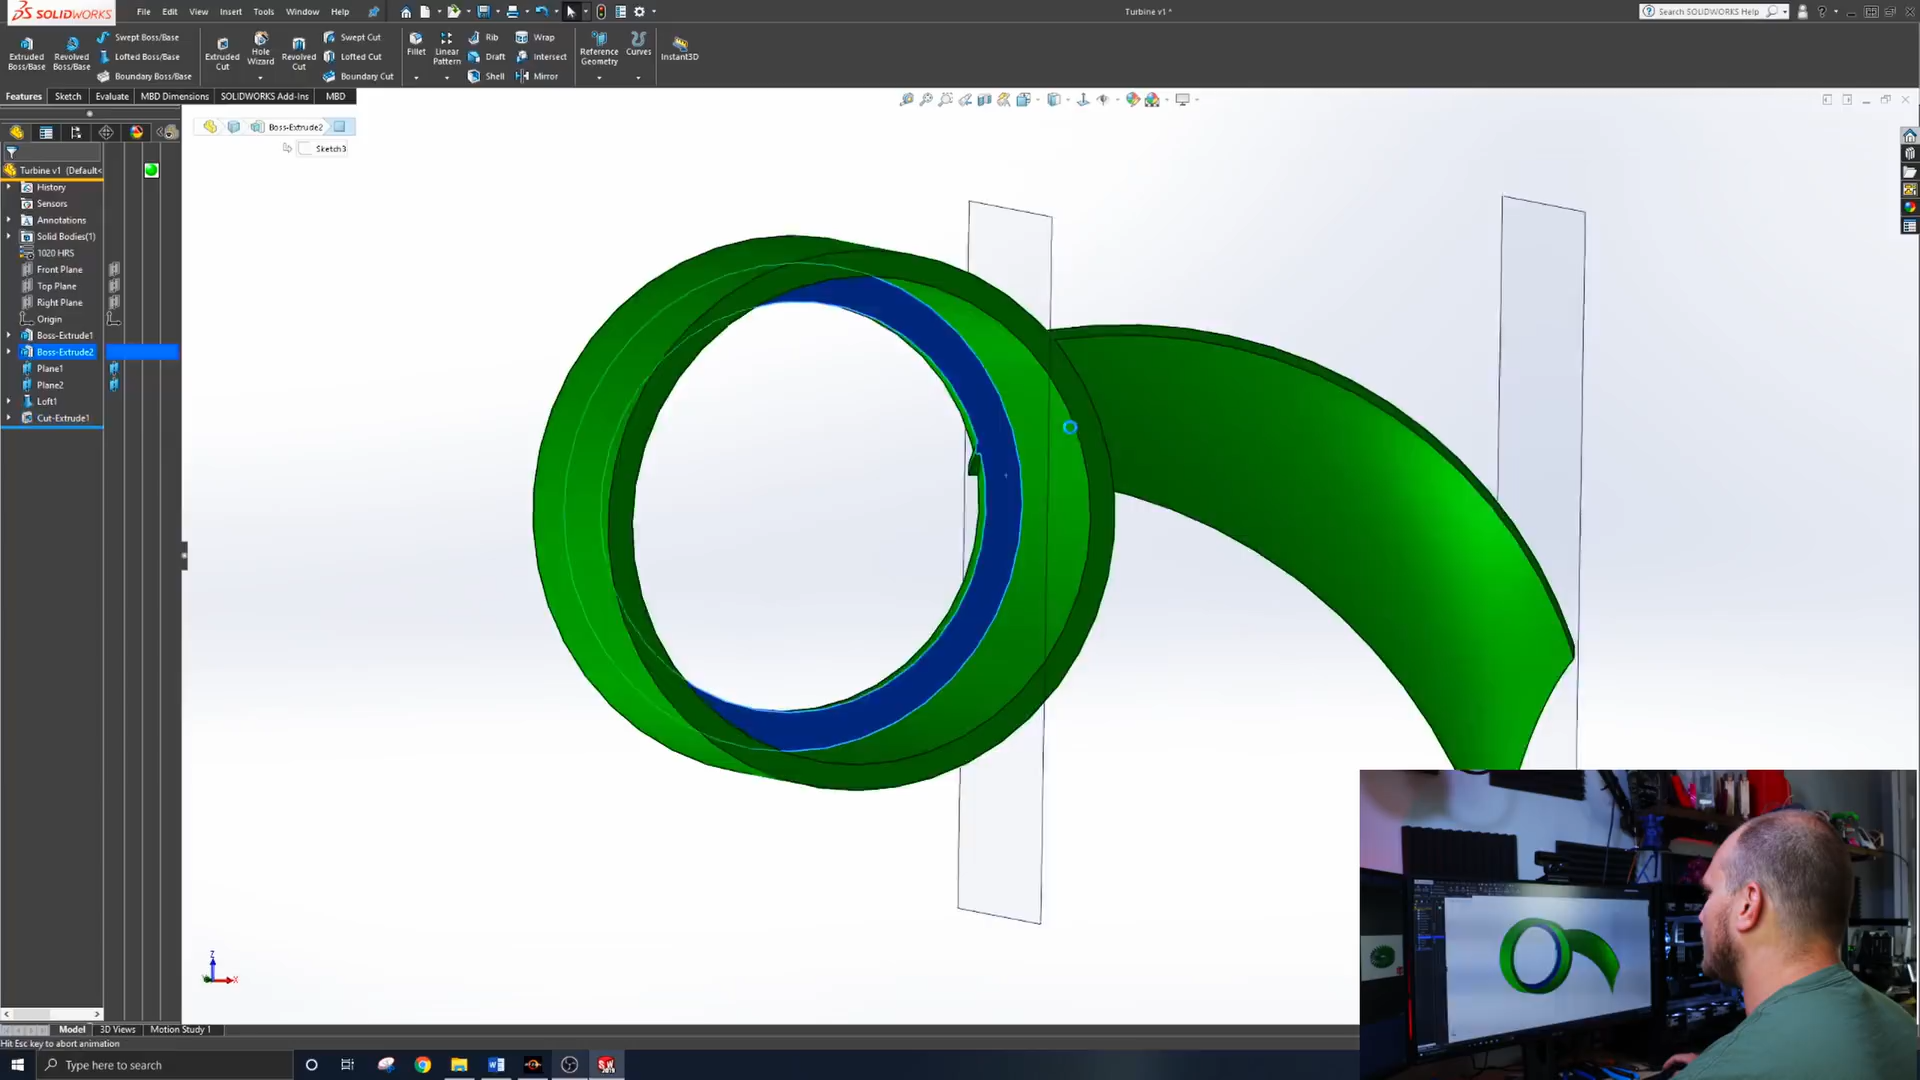 SOLIDWORKS
File Edit View Insert Tools Window Help
Turbine v1 *
Search SOLIDWORKS Help
Extruded Boss/Base
Revolved Boss/Base
Swept Boss/Base
Lofted Boss/Base
Boundary Boss/Base
Extruded Cut
Hole Wizard
Revolved Cut
Swept Cut
Lofted Cut
Boundary Cut
Fillet
Linear Pattern
Rib
Draft
Shell
Wrap
Intersect
Mirror
Reference Geometry
Curves
Instant3D
Features Sketch Evaluate MBD Dimensions SOLIDWORKS Add-Ins MBD
Boss-Extrude2
Sketch3
Turbine v1 (Default<
History
Sensors
Annotations
Solid Bodies(1)
1020 HRS
Front Plane
Top Plane
Right Plane
Origin
Boss-Extrude1
Boss-Extrude2
Plane1
Plane2
Loft1
Cut-Extrude1
Z
X
Model 3D Views Motion Study 1
Hit Esc key to abort animation
Type here to search